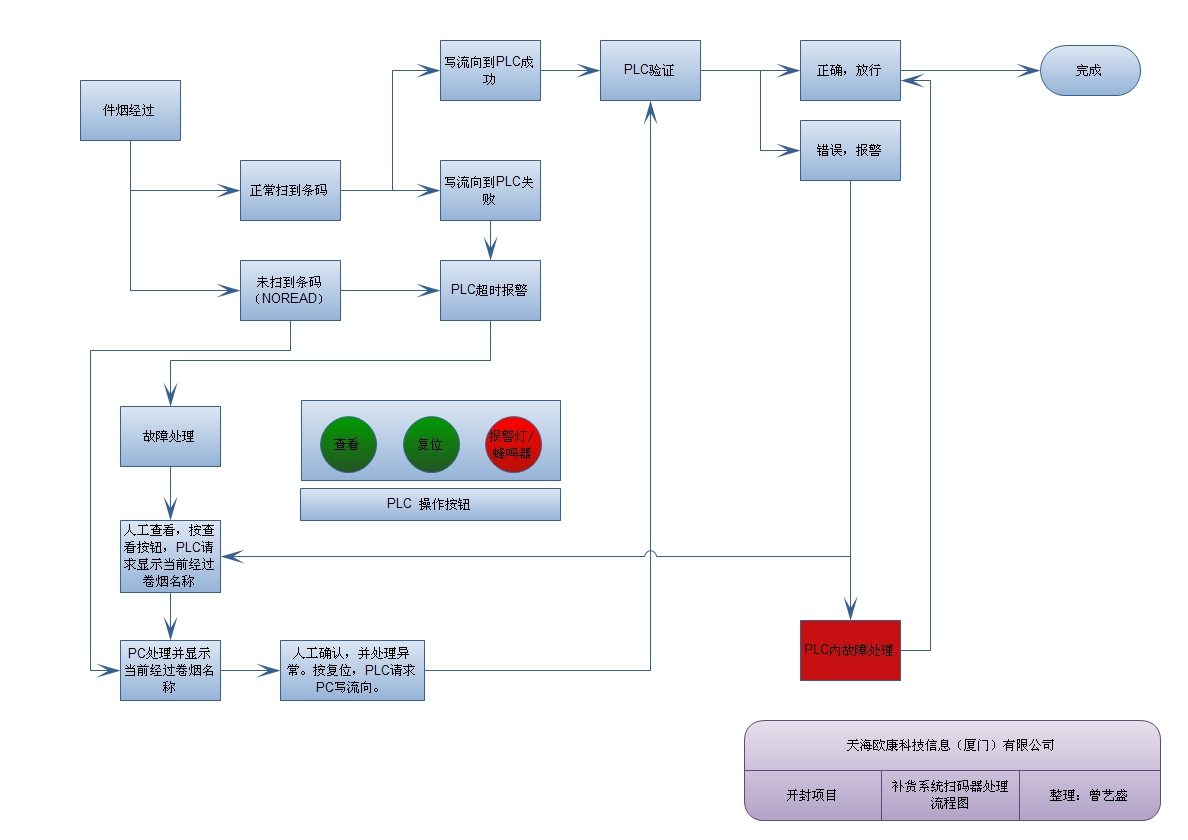 件烟经过
正常扫到条码
未扫到条码
（NOREAD）
写流向到PLC成
功
写流向到PLC失
败
PLC超时报警
PLC验证
正确，放行
错误，报警
完成
故障处理
查看
复位
报警灯/
蜂鸣器
PLC 操作按钮
人工查看，按查
看按钮，PLC请
求显示当前经过
卷烟名称
PC处理并显示
当前经过卷烟名
称
人工确认，并处理异
常。按复位，PLC请求
PC写流向。
PLC内故障处理
天海欧康科技信息（厦门）有限公司
开封项目
补货系统扫码器处理
流程图
整理：曾艺盛